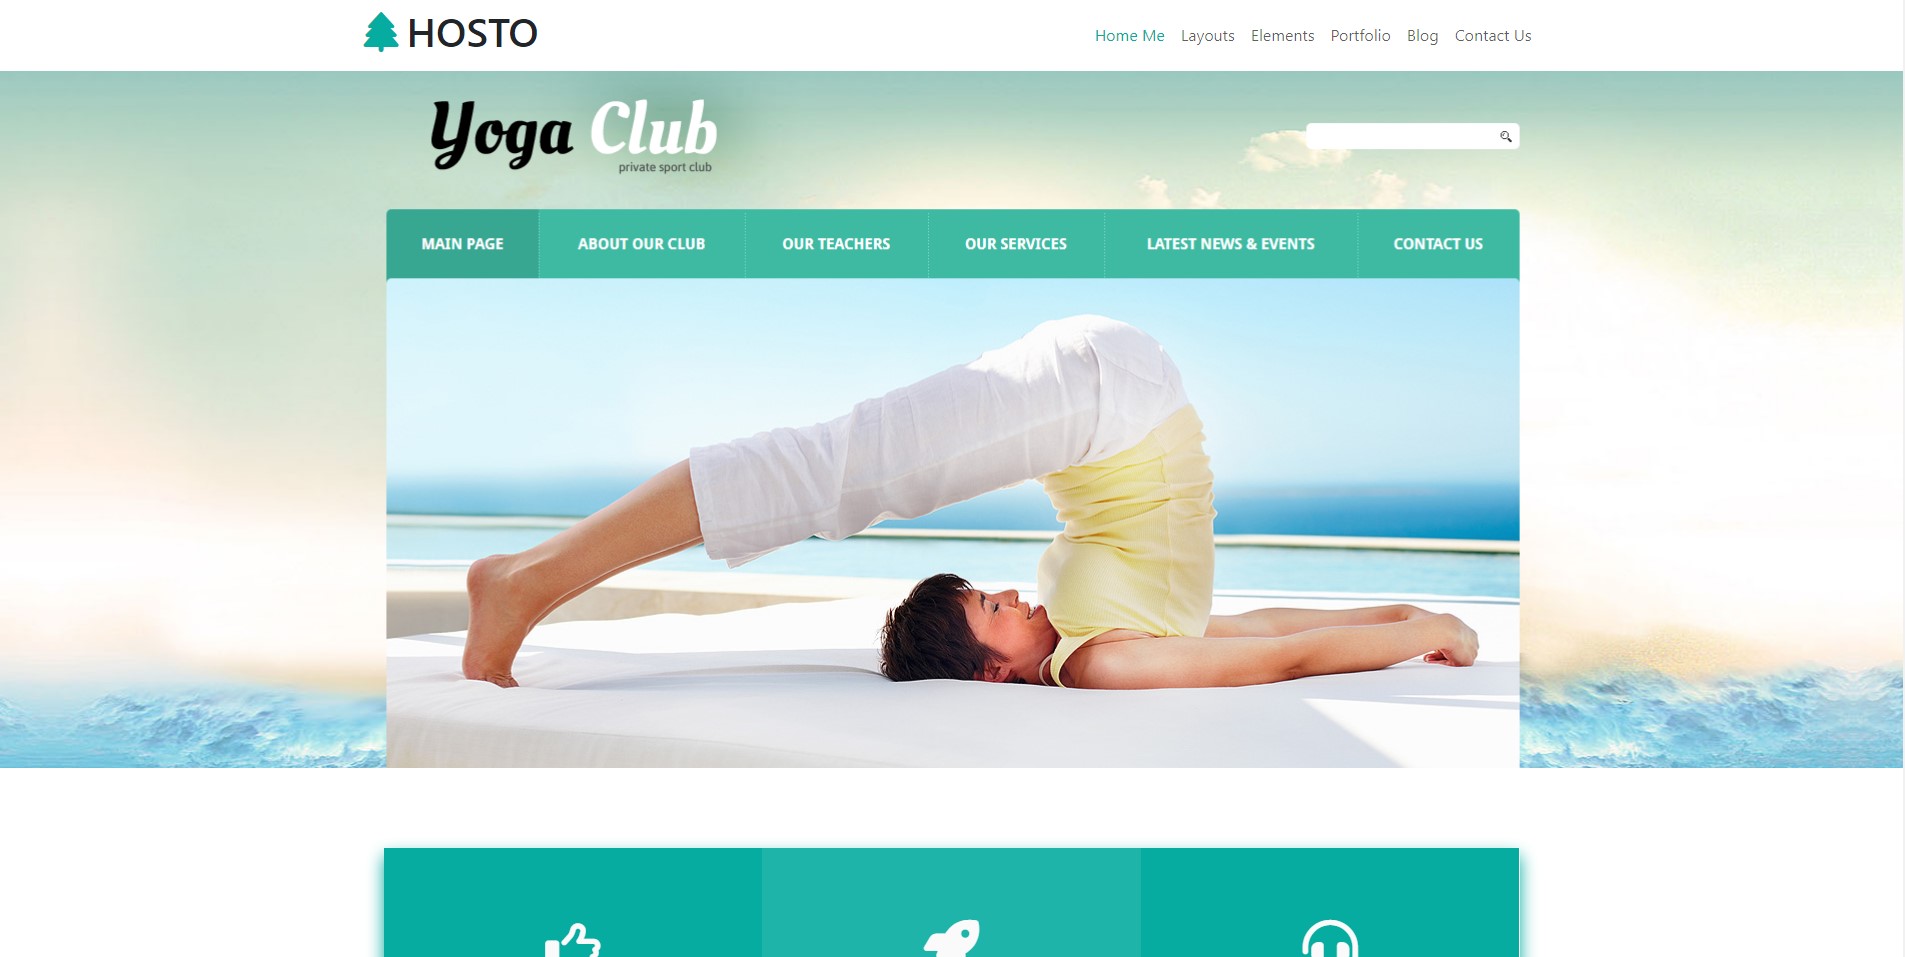 HOSTO
Home Me Layouts Elements Portfolio Blog Contact Us
Yoga Club
private sport club
MAIN PAGE ABOUT OUR CLUB OUR TEACHERS OUR SERVICES LATEST NEWS & EVENTS CONTACT US